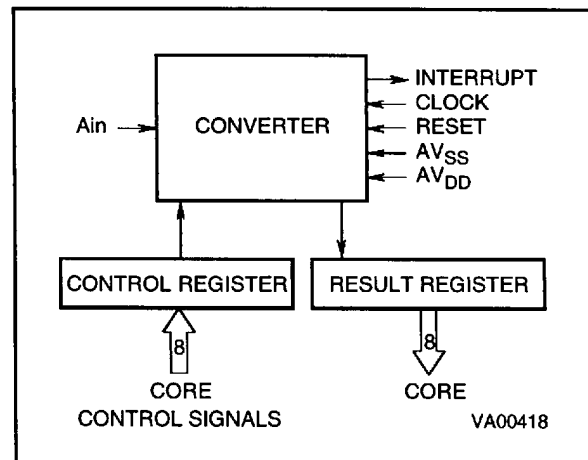 INTERRUPT
CLOCK
Ain
CONVERTER
RESET
AVSS
AVDD
CONTROL REGISTER
RESULT REGISTER
8
8
CORE
CONTROL SIGNALS
CORE
VA00418